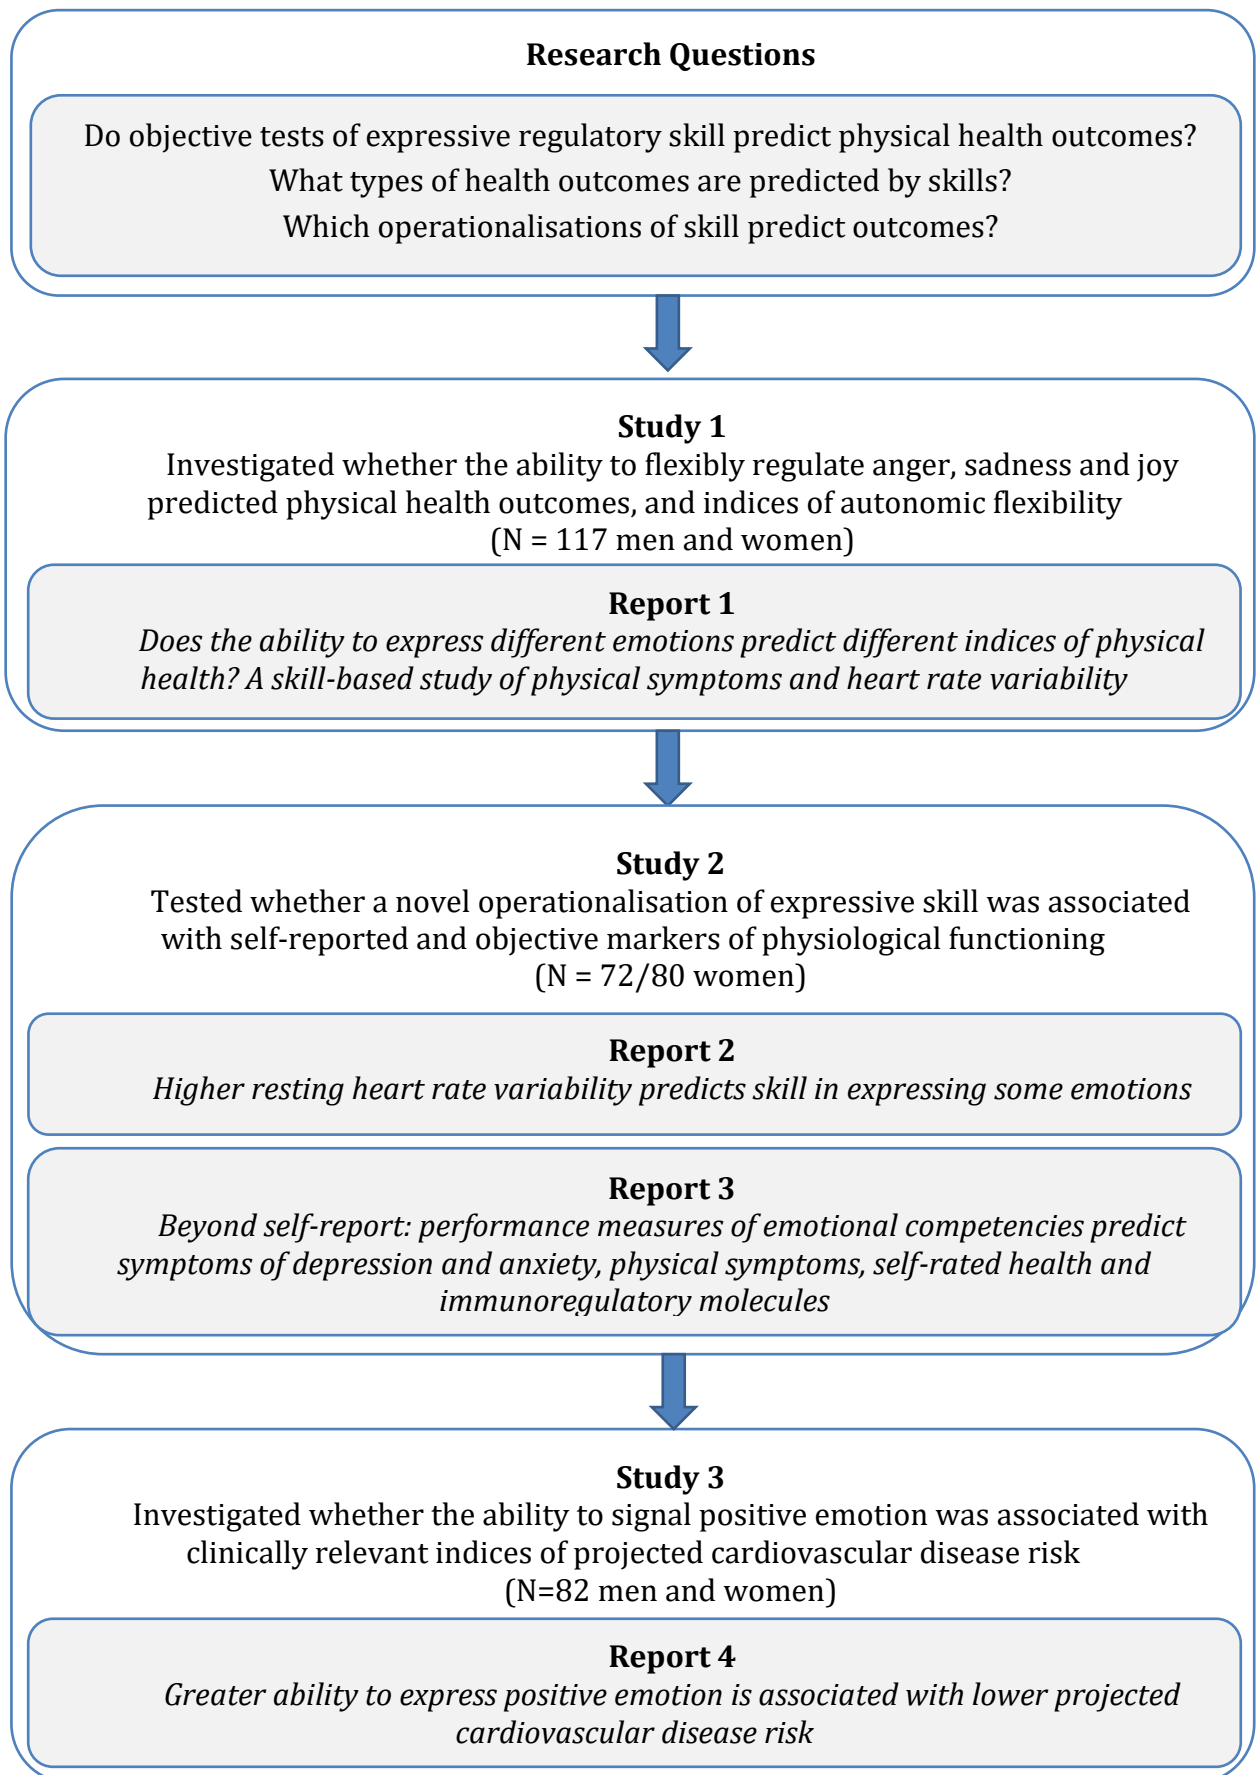 Research Questions
Do objective tests of expressive regulatory skill predict physical health outcomes?
What types of health outcomes are predicted by skills?
Which operationalisations of skill predict outcomes?
Study 1
Investigated whether the ability to flexibly regulate anger, sadness and joy
predicted physical health outcomes, and indices of autonomic flexibility
(N = 117 men and women)
Report 1
Does the ability to express different emotions predict different indices of physical
health? A skill-based study of physical symptoms and heart rate variability
Study 2
Tested whether a novel operationalisation of expressive skill was associated
with self-reported and objective markers of physiological functioning
(N = 72/80 women)
Report 2
Higher resting heart rate variability predicts skill in expressing some emotions
Report 3
Beyond self-report: performance measures of emotional competencies predict
symptoms of depression and anxiety, physical symptoms, self-rated health and
immunoregulatory molecules
Study 3
Investigated whether the ability to signal positive emotion was associated with
clinically relevant indices of projected cardiovascular disease risk
(N=82 men and women)
Report 4
Greater ability to express positive emotion is associated with lower projected
cardiovascular disease risk